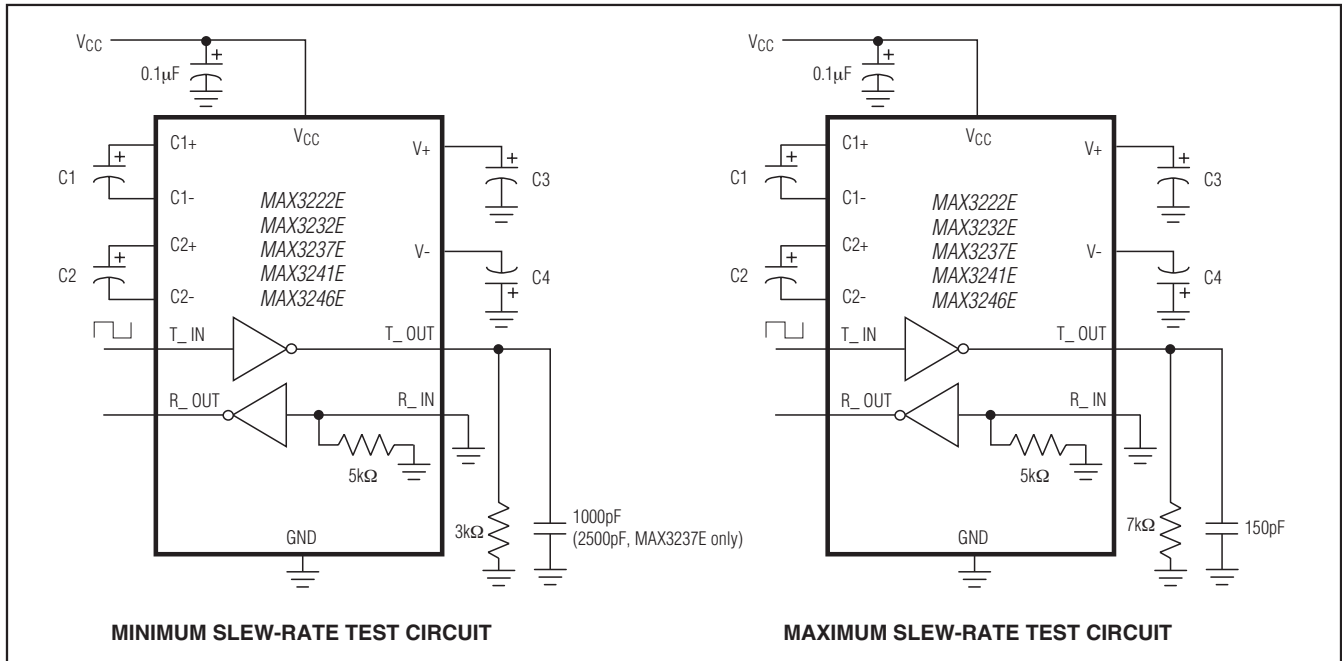 VCC
+
0.1µF
VCC
C1+
V+
+
C1
+
C3
C1-
MAX3222E
MAX3232E
MAX3237E
MAX3241E
MAX3246E
C2+
V-
+
C2
C4
+
C2-
T_ IN
T_ OUT
R_ OUT
R_ IN
5kΩ
3kΩ
1000pF
(2500pF, MAX3237E only)
GND
MINIMUM SLEW-RATE TEST CIRCUIT
VCC
+
0.1µF
VCC
C1+
V+
+
C1
+
C3
C1-
MAX3222E
MAX3232E
MAX3237E
MAX3241E
MAX3246E
C2+
V-
+
C2
C4
+
C2-
T_ IN
T_ OUT
R_ OUT
R_ IN
5kΩ
7kΩ
150pF
GND
MAXIMUM SLEW-RATE TEST CIRCUIT